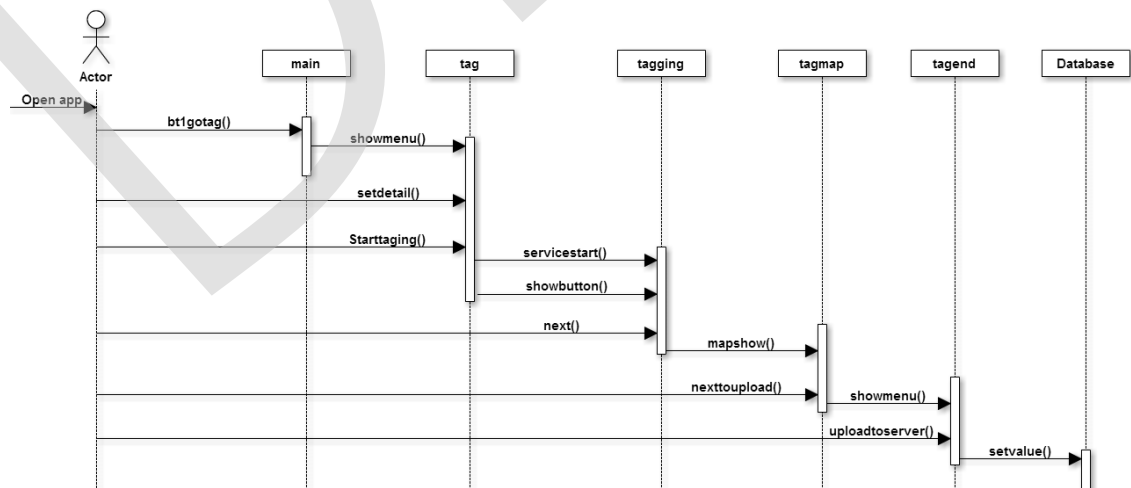 Actor
main
tag
tagging
tagmap
tagend
Database
Open app
bt1gotag()
showmenu()
setdetail()
Starttaging()
servicestart()
showbutton()
next()
mapshow()
nexttoupload()
showmenu()
uploadtoserver()
setvalue()